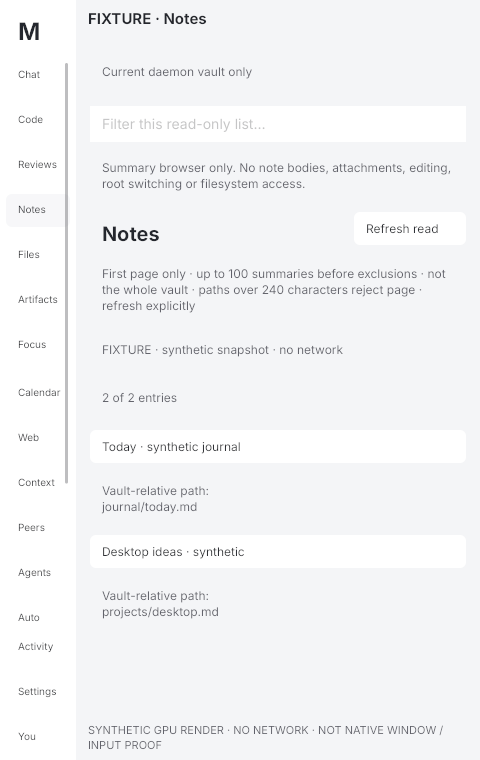 M
Chat
Code
Reviews
Notes
Files
Artifacts
Focus
Calendar
Web
Context
Peers
Agents
Auto
Activity
Settings
You
FIXTURE · Notes
Current daemon vault only
Filter this read-only list...
Summary browser only. No note bodies, attachments, editing,
root switching or filesystem access.
Notes
Refresh read
First page only · up to 100 summaries before exclusions · not
the whole vault · paths over 240 characters reject page ·
refresh explicitly
FIXTURE · synthetic snapshot · no network
2 of 2 entries
Today · synthetic journal
Vault-relative path:
journal/today.md
Desktop ideas · synthetic
Vault-relative path:
projects/desktop.md
SYNTHETIC GPU RENDER · NO NETWORK · NOT NATIVE WINDOW /
INPUT PROOF